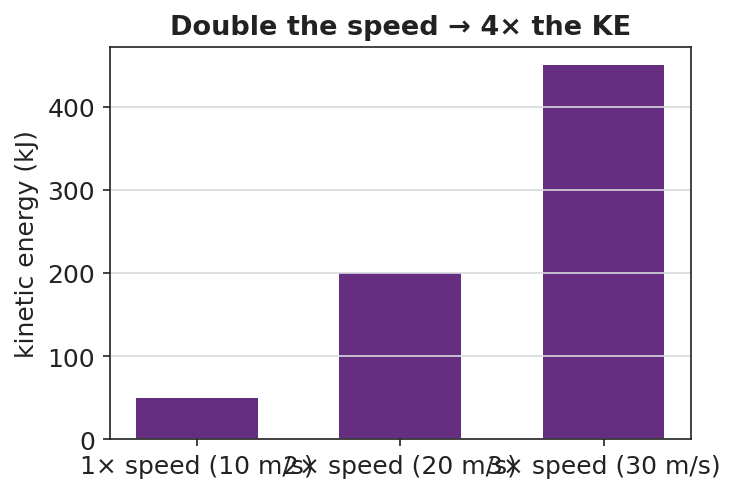 Double the speed → 4× the KE
kinetic energy (kJ)
400
300
200
100
0
1× speed (10 m/s)
2× speed (20 m/s)
3× speed (30 m/s)